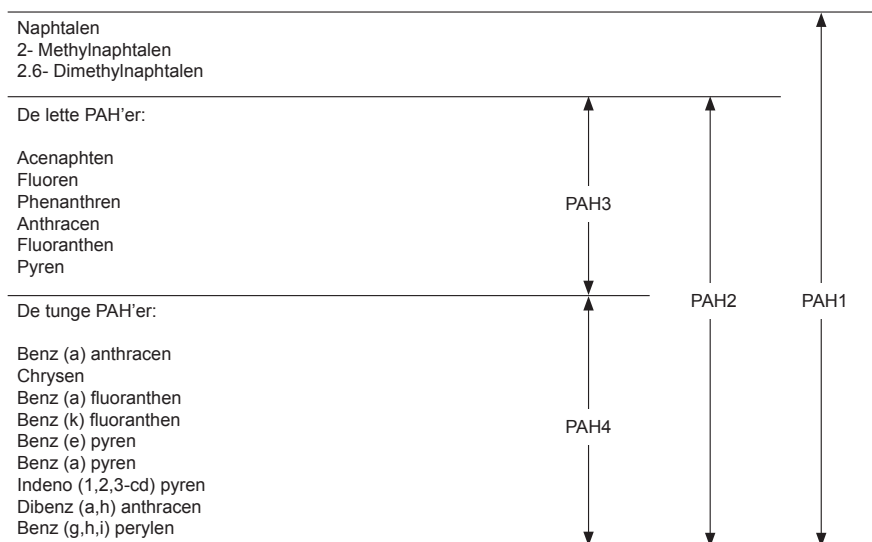 Naphtalen
2- Methylnaphtalen
2.6- Dimethylnaphtalen
De lette PAH'er:
Acenaphten
Fluoren
Phenanthren
Anthracen
Fluoranthen
Pyren
PAH3
De tunge PAH'er:
Benz (a) anthracen
Chrysen
Benz (a) fluoranthen
Benz (k) fluoranthen
Benz (e) pyren
Benz (a) pyren
Indeno (1,2,3-cd) pyren
Dibenz (a,h) anthracen
Benz (g,h,i) perylen
PAH4
PAH2
PAH1